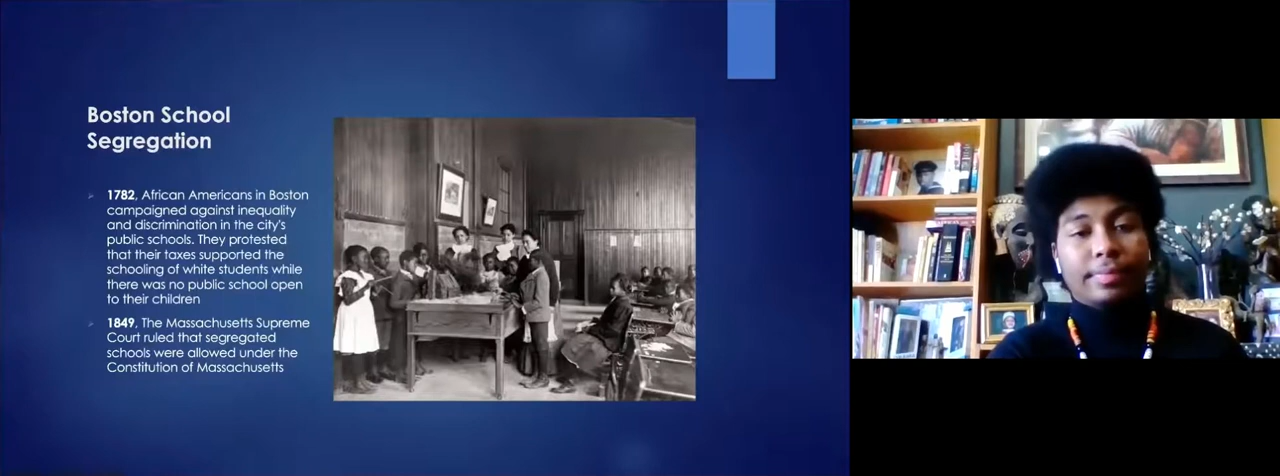 Boston School
Segregation
1782, African Americans in Boston
campaigned against inequality
and discrimination in the city's
public schools. They protested
that their taxes supported the
schooling of white students while
there was no public school open
to their children
1849, The Massachusetts Supreme
Court ruled that segregated
schools were allowed under the
Constitution of Massachusetts